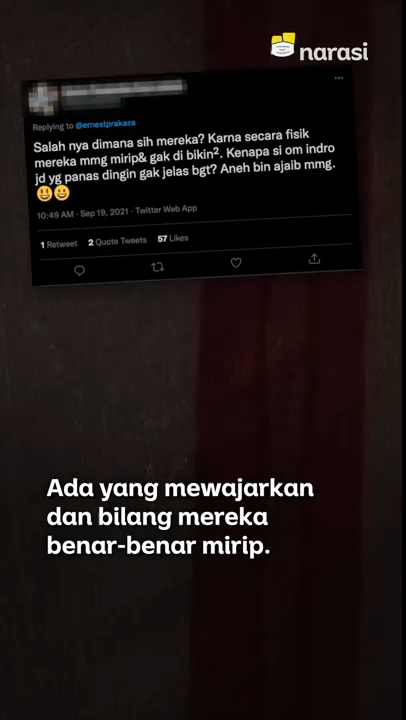 narasi
Replying to @ernestprakasa
Salah nya dimana sih mereka? Karna secara fisik
mereka mmg mirip& gak di bikin². Kenapa si om indro
jd yg panas dingin gak jelas bgt? Aneh bin ajaib mmg.
😃😃
10:49 AM · Sep 19, 2021 · Twitter Web App
1 Retweet 2 Quote Tweets 57 Likes
Ada yang mewajarkan
dan bilang mereka
benar-benar mirip.